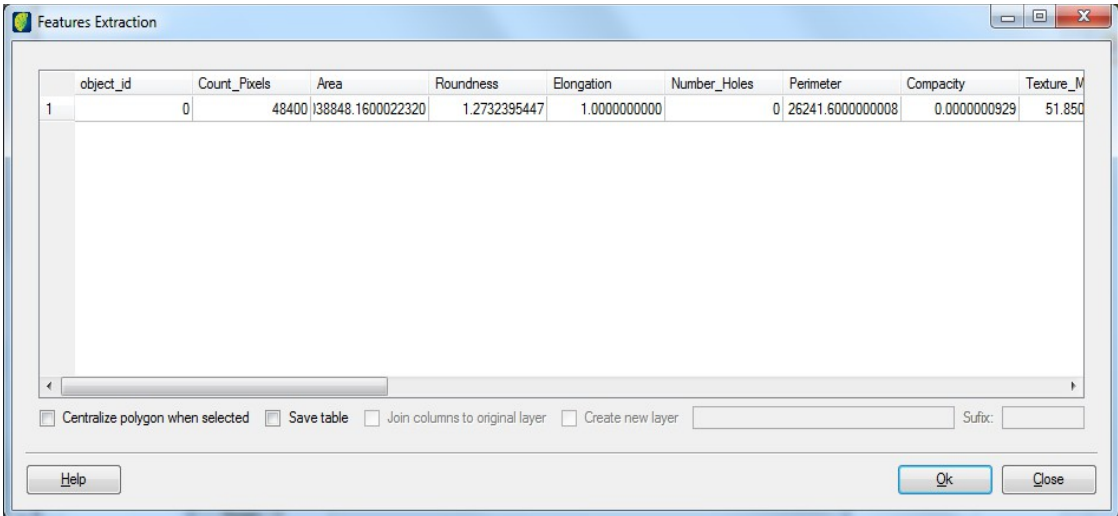 Features Extraction
object_id Count_Pixels Area Roundness Elongation Number_Holes Perimeter Compacity Texture_M
1 0 48400 38848.1600022320 1.2732395447 1.0000000000 0 26241.6000000008 0.0000000929 51.850
Centralize polygon when selected Save table Join columns to original layer Create new layer Sufix:
Help Ok Close